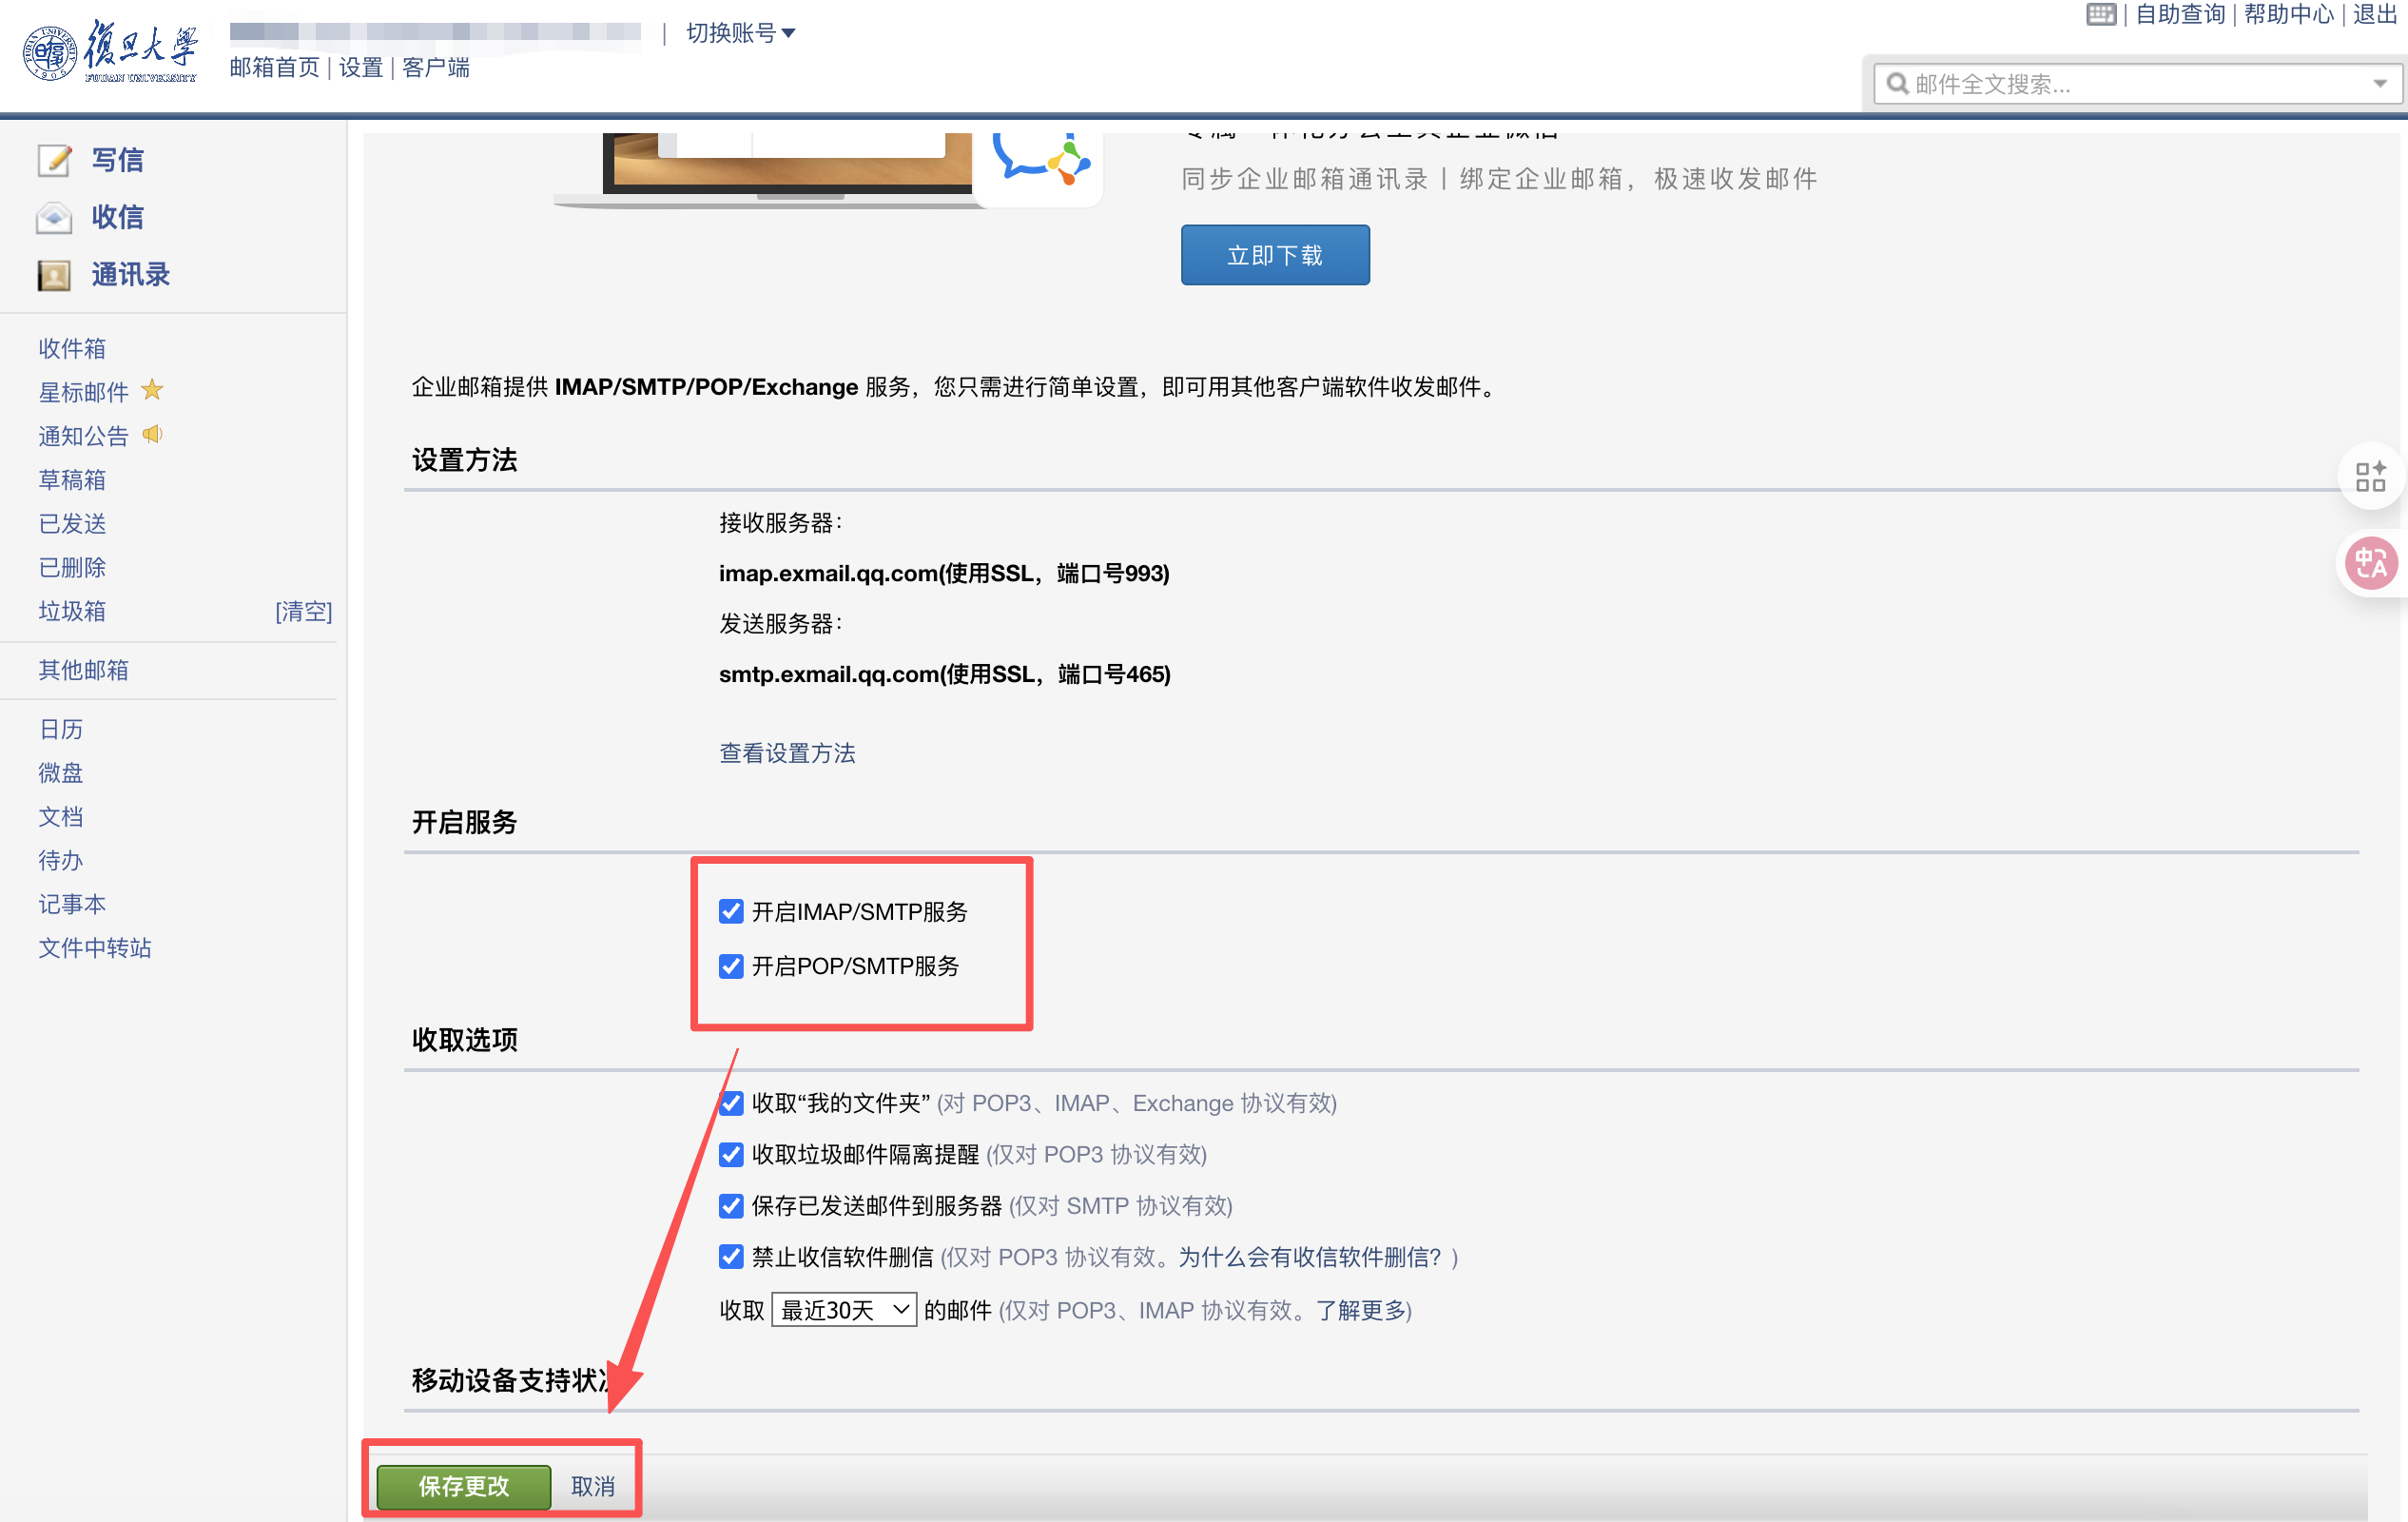 復旦大學
FUDAN UNIVERSITY
1905
| 切换账号
邮箱首页 | 设置 | 客户端
| 自助查询 | 帮助中心 | 退出
邮件全文搜索...
写信
收信
通讯录
收件箱
星标邮件
通知公告
草稿箱
已发送
已删除
垃圾箱 [清空]
其他邮箱
日历
微盘
文档
待办
记事本
文件中转站
同步企业邮箱通讯录丨绑定企业邮箱，极速收发邮件
立即下载
企业邮箱提供 IMAP/SMTP/POP/Exchange 服务，您只需进行简单设置，即可用其他客户端软件收发邮件。
设置方法
接收服务器：
imap.exmail.qq.com(使用SSL，端口号993)
发送服务器：
smtp.exmail.qq.com(使用SSL，端口号465)
查看设置方法
开启服务
开启IMAP/SMTP服务
开启POP/SMTP服务
收取选项
收取“我的文件夹” (对 POP3、IMAP、Exchange 协议有效)
收取垃圾邮件隔离提醒 (仅对 POP3 协议有效)
保存已发送邮件到服务器 (仅对 SMTP 协议有效)
禁止收信软件删信 (仅对 POP3 协议有效。为什么会有收信软件删信？)
收取 最近30天 的邮件 (仅对 POP3、IMAP 协议有效。了解更多)
移动设备支持状况
保存更改 取消
中A